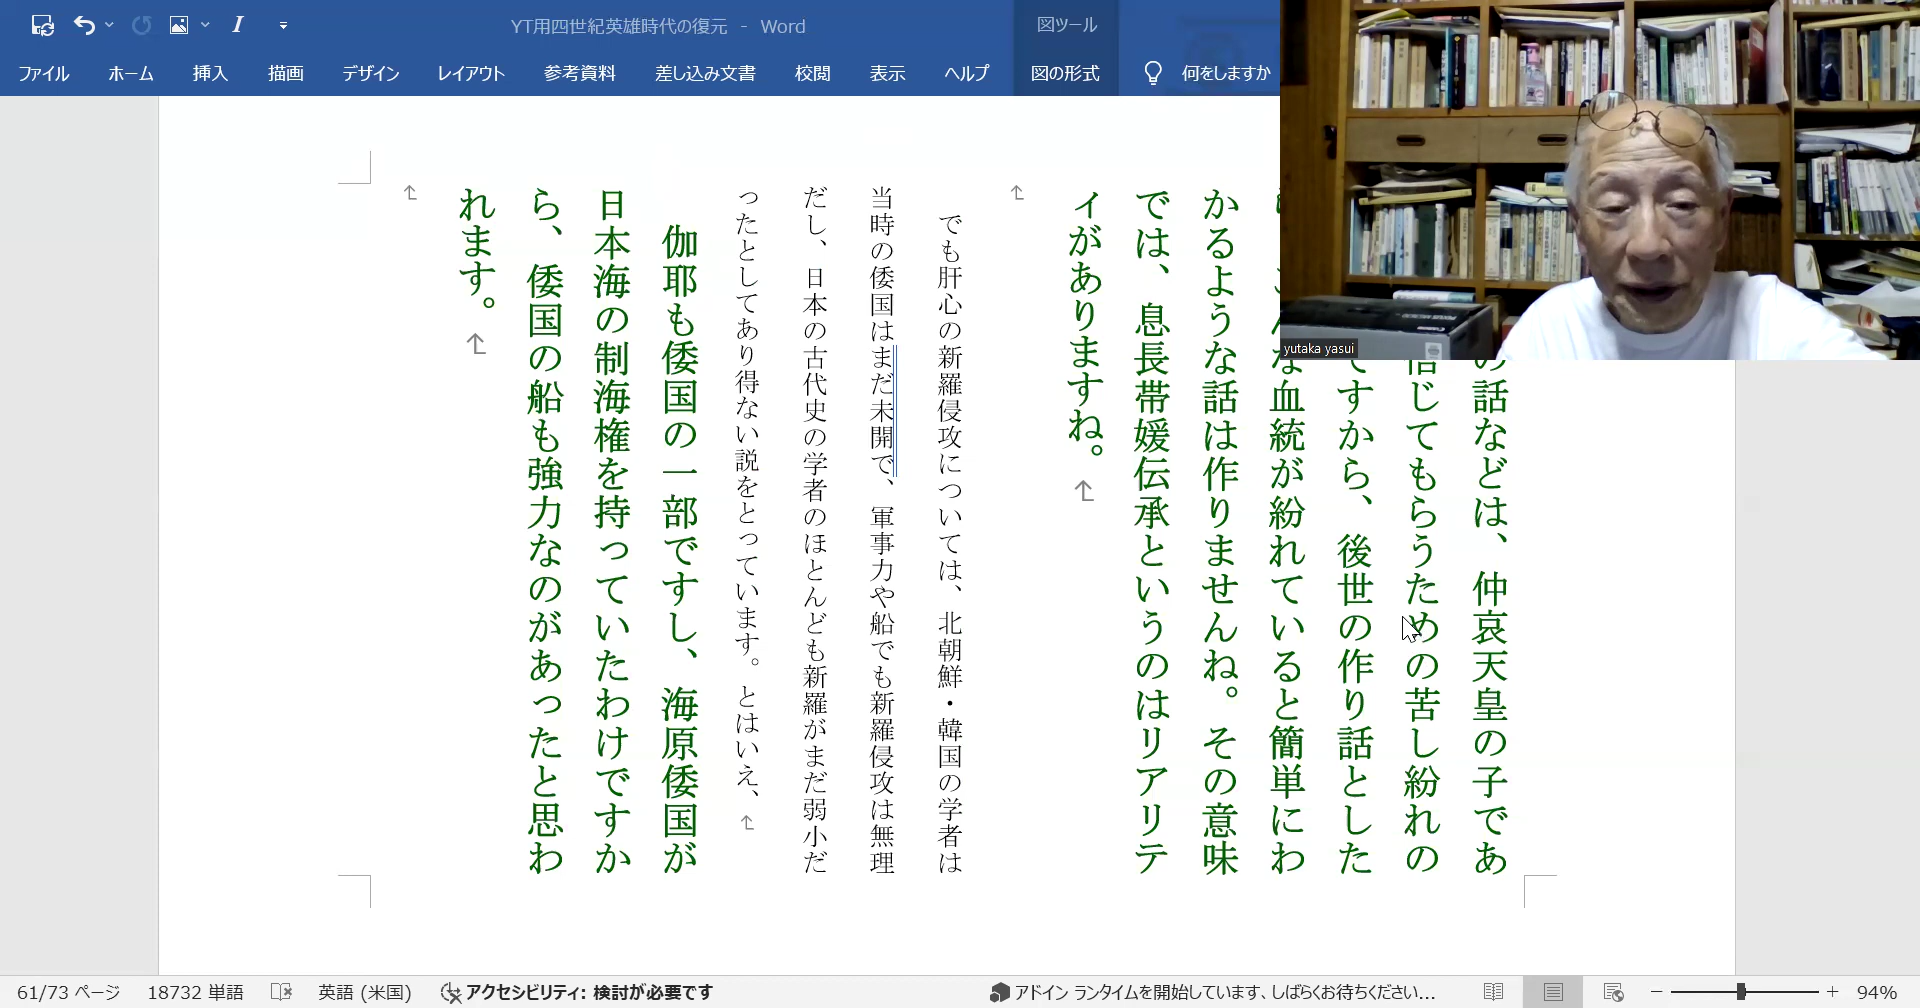 YT用四世紀英雄時代の復元 - Word
図ツール
ファイル
ホーム
挿入
描画
デザイン
レイアウト
参考資料
差し込み文書
校閲
表示
ヘルプ
図の形式
何をしますか
yutaka yasui
の話などは、仲哀天皇の子であ
信じてもらうための苦し紛れの
ですから、後世の作り話とした
な血統が紛れていると簡単にわ
かるような話は作りませんね。その意味
では、息長帯媛伝承というのはリアリテ
ィがありますね。
でも肝心の新羅侵攻については、北朝鮮・韓国の学者は
当時の倭国はまだ未開で、軍事力や船でも新羅侵攻は無理
だし、日本の古代史の学者のほとんども新羅がまだ弱小だ
ったとしてあり得ない説をとっています。とはいえ、
伽耶も倭国の一部ですし、海原倭国が
日本海の制海権を持っていたわけですか
ら、倭国の船も強力なのがあったと思わ
れます。
61/73 ページ
18732 単語
英語 (米国)
アクセシビリティ: 検討が必要です
アドイン ランタイムを開始しています、しばらくお待ちください...
94%